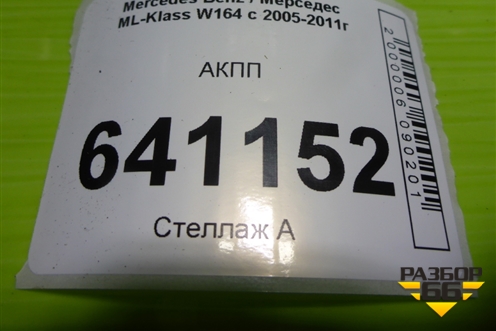 Mercedes Benz / Мерседес
ML-Klass W164 с 2005-2011г
АКПП
641152
Стеллаж А
2000006090201
РАЗБОР
66